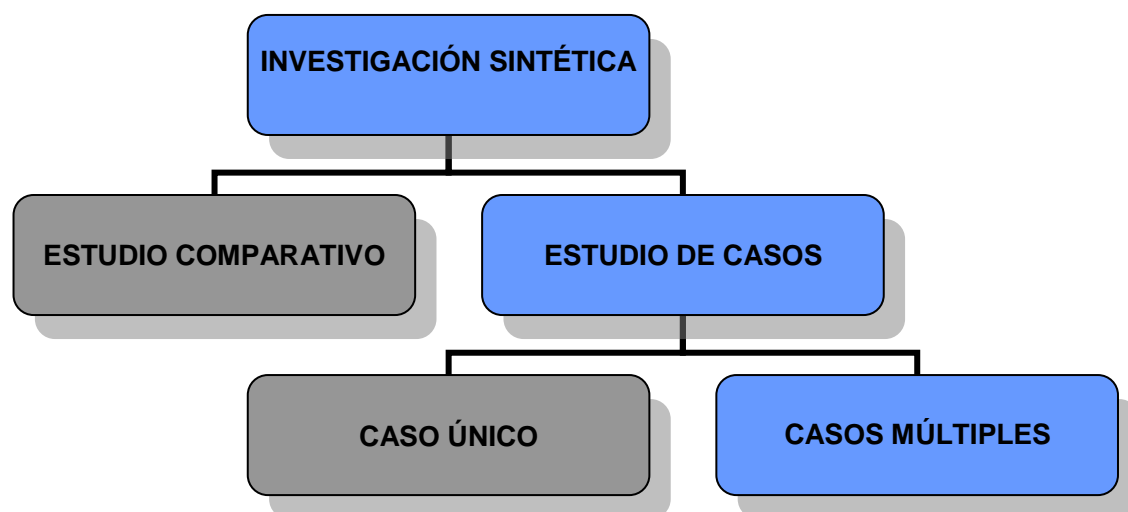 INVESTIGACIÓN SINTÉTICA
ESTUDIO COMPARATIVO
ESTUDIO DE CASOS
CASO ÚNICO
CASOS MÚLTIPLES